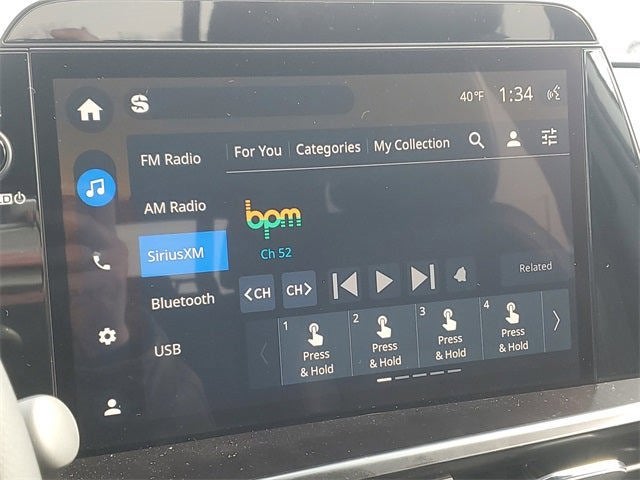 40°F 1:34
FM Radio
For You Categories My Collection
AM Radio
bpm
SiriusXM
Ch 52
Related
Bluetooth
<CH CH>
1 2 3 4
Press & Hold
Press & Hold
Press & Hold
Press & Hold
USB